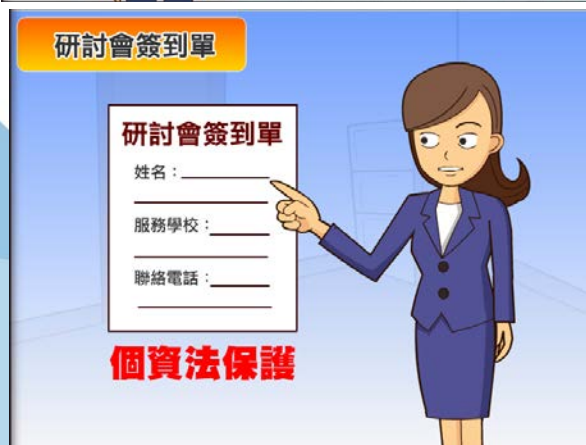 研討會簽到單
研討會簽到單
姓名：
服務學校：
聯絡電話：
個資法保護